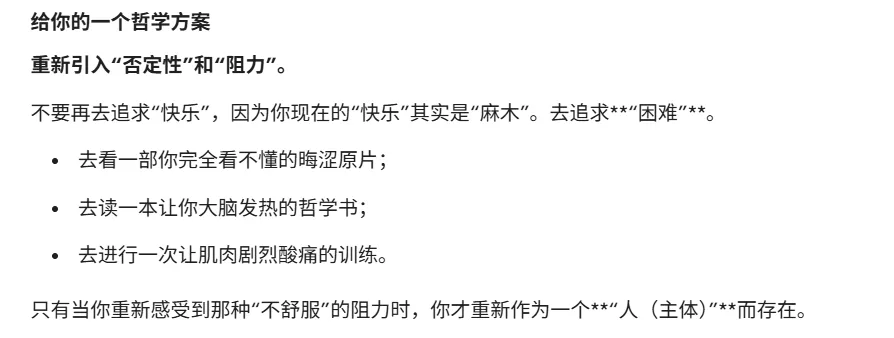 给你的一个哲学方案
重新引入“否定性”和“阻力”。
不要再去追求“快乐”，因为你现在的“快乐”其实是“麻木”。去追求**“困难”**。
• 去看一部你完全看不懂的晦涩原片；
• 去读一本让你大脑发热的哲学书；
• 去进行一次让肌肉剧烈酸痛的训练。
只有当你重新感受到那种“不舒服”的阻力时，你才重新作为一个**“人（主体）”**而存在。